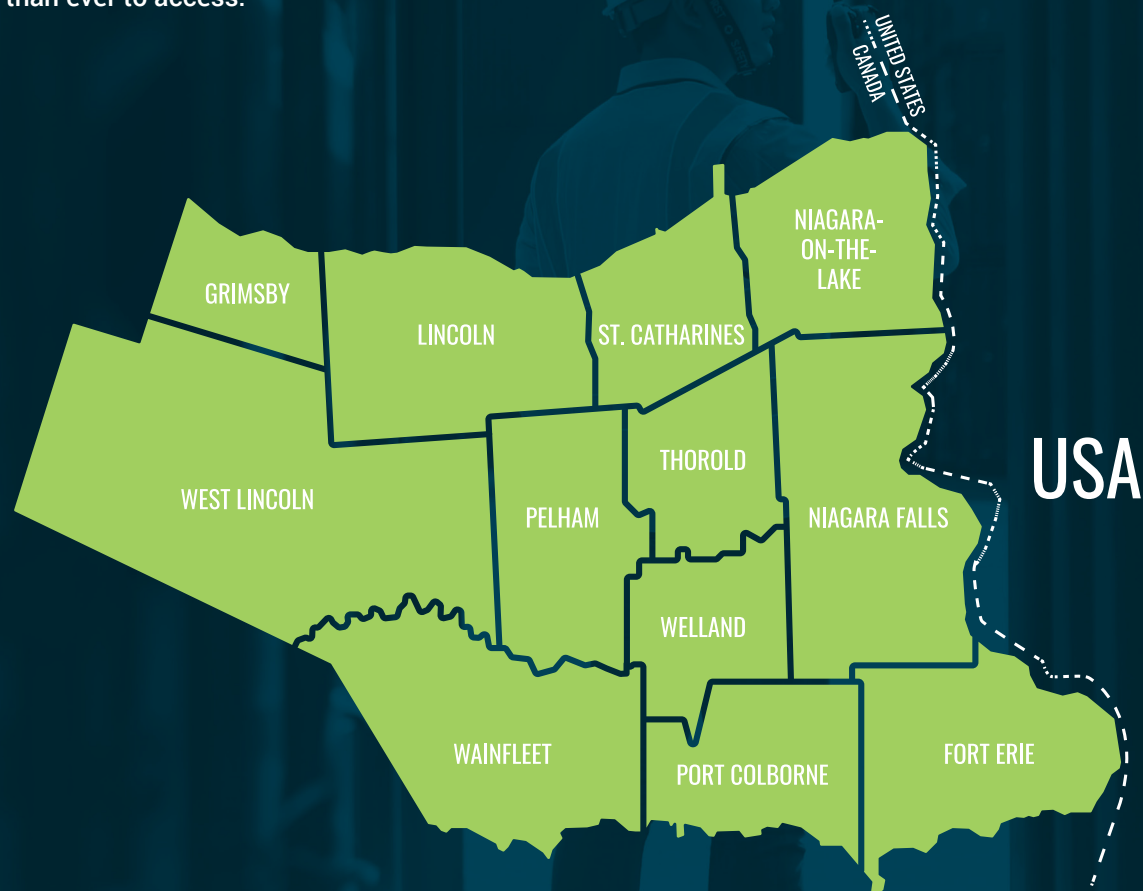 than ever to access.
UNITED STATES
CANADA
NIAGARA-
ON-THE-
LAKE
GRIMSBY
LINCOLN
ST. CATHARINES
USA
THOROLD
WEST LINCOLN
PELHAM
NIAGARA FALLS
WELLAND
WAINFLEET
PORT COLBORNE
FORT ERIE